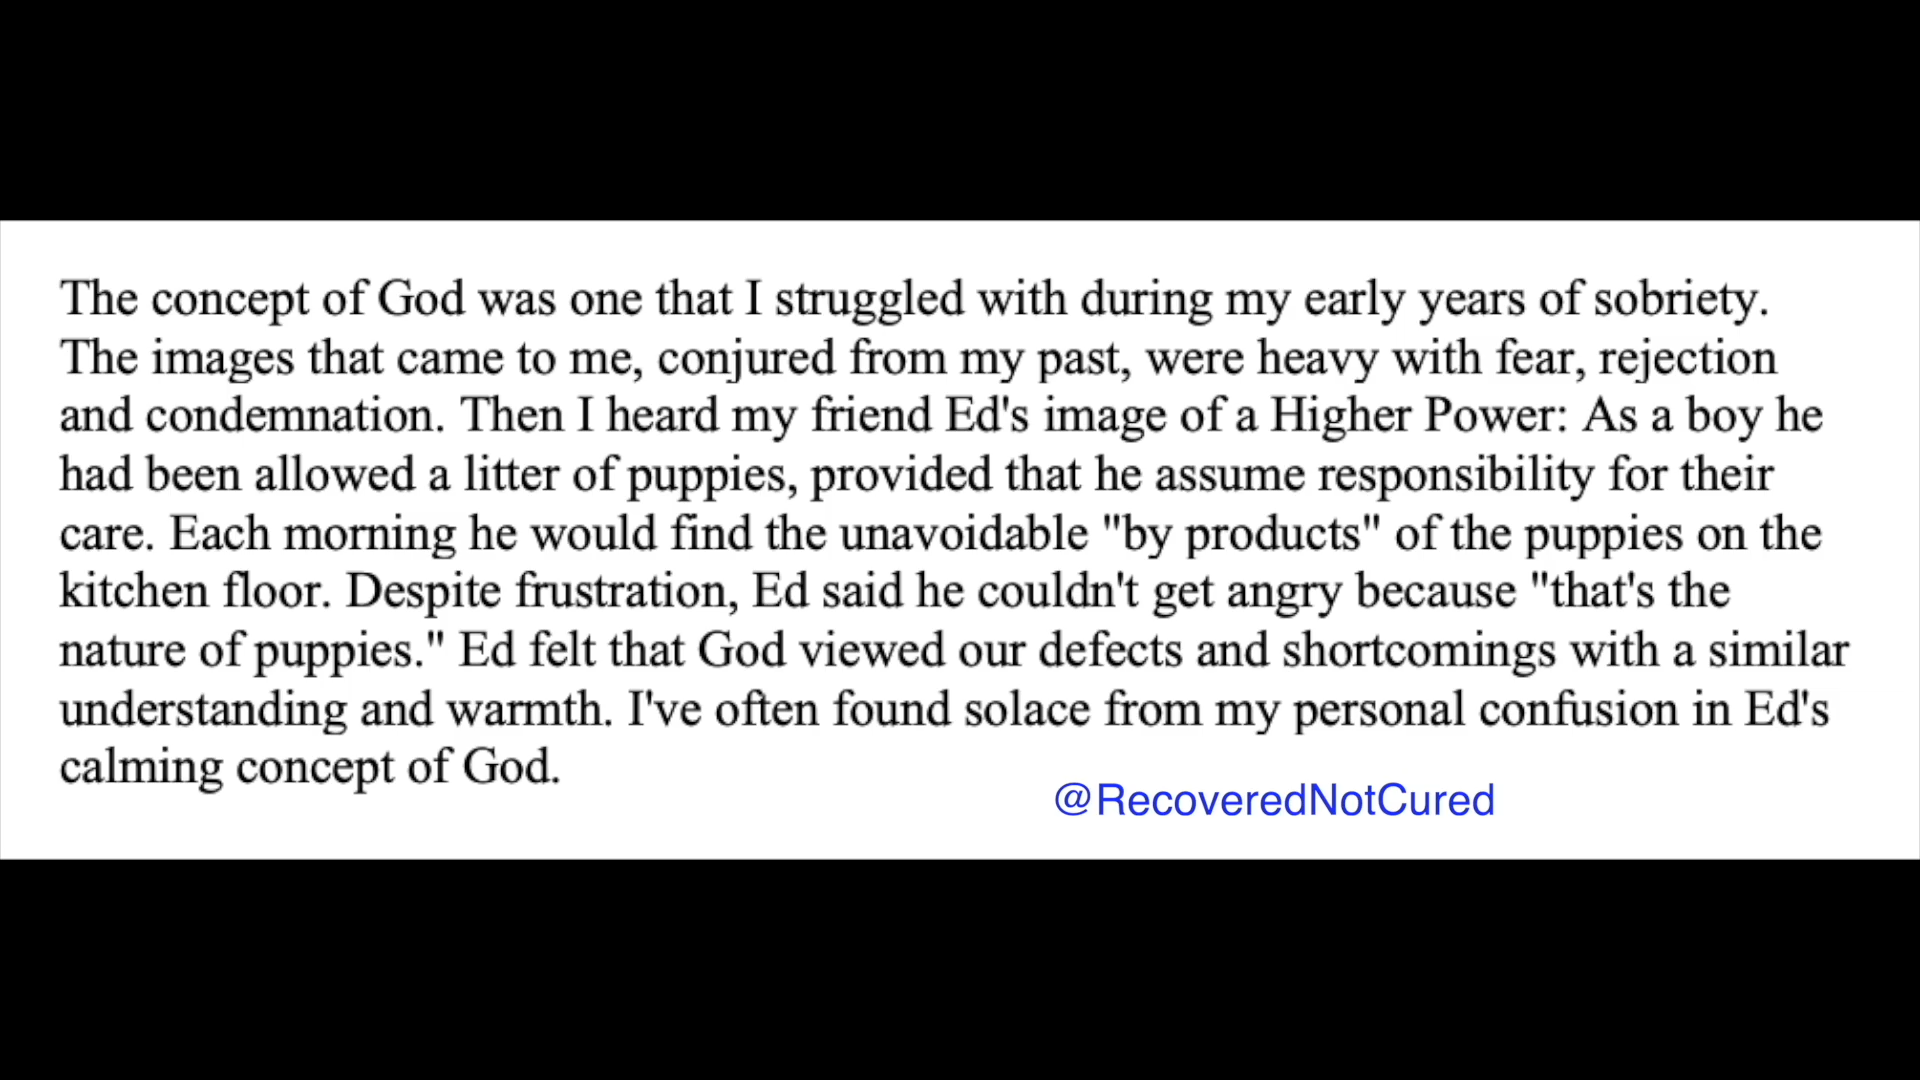 The concept of God was one that I struggled with during my early years of sobriety.
The images that came to me, conjured from my past, were heavy with fear, rejection
and condemnation. Then I heard my friend Ed's image of a Higher Power: As a boy he
had been allowed a litter of puppies, provided that he assume responsibility for their
care. Each morning he would find the unavoidable "by products" of the puppies on the
kitchen floor. Despite frustration, Ed said he couldn't get angry because "that's the
nature of puppies." Ed felt that God viewed our defects and shortcomings with a similar
understanding and warmth. I've often found solace from my personal confusion in Ed's
calming concept of God.
@RecoveredNotCured